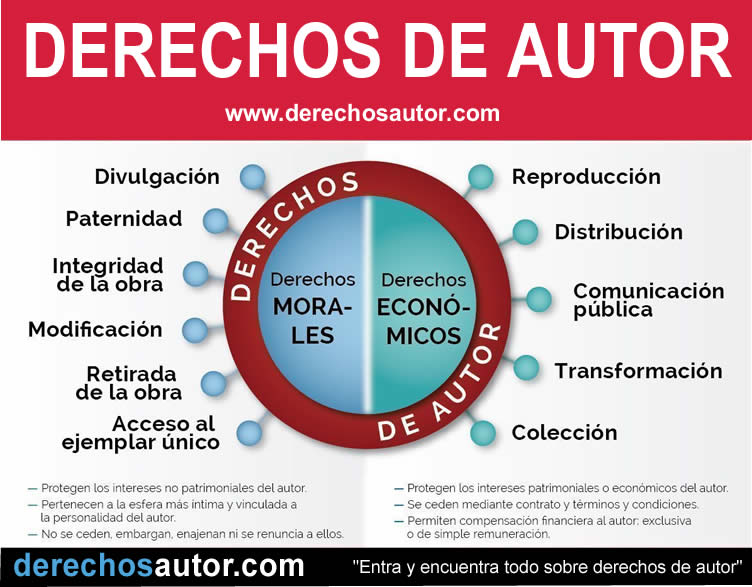 DERECHOS DE AUTOR
www.derechosautor.com
Divulgación
Paternidad
Integridad
de la obra
Modificación
Retirada
de la obra
Acceso al
ejemplar único
DERECHOS
DE AUTOR
Derechos
MORA-
LES
Derechos
ECONÓ-
MICOS
Reproducción
Distribución
Comunicación
pública
Transformación
Colección
— Protegen los intereses no patrimoniales del autor.
— Pertenecen a la esfera más íntima y vinculada a
la personalidad del autor.
— No se ceden, embargan, enajenan ni se renuncia a ellos.
— Protegen los intereses patrimoniales o económicos del autor.
— Se ceden mediante contrato y términos y condiciones.
— Permiten compensación financiera al autor: exclusiva
o de simple remuneración.
derechosautor.com
"Entra y encuentra todo sobre derechos de autor"